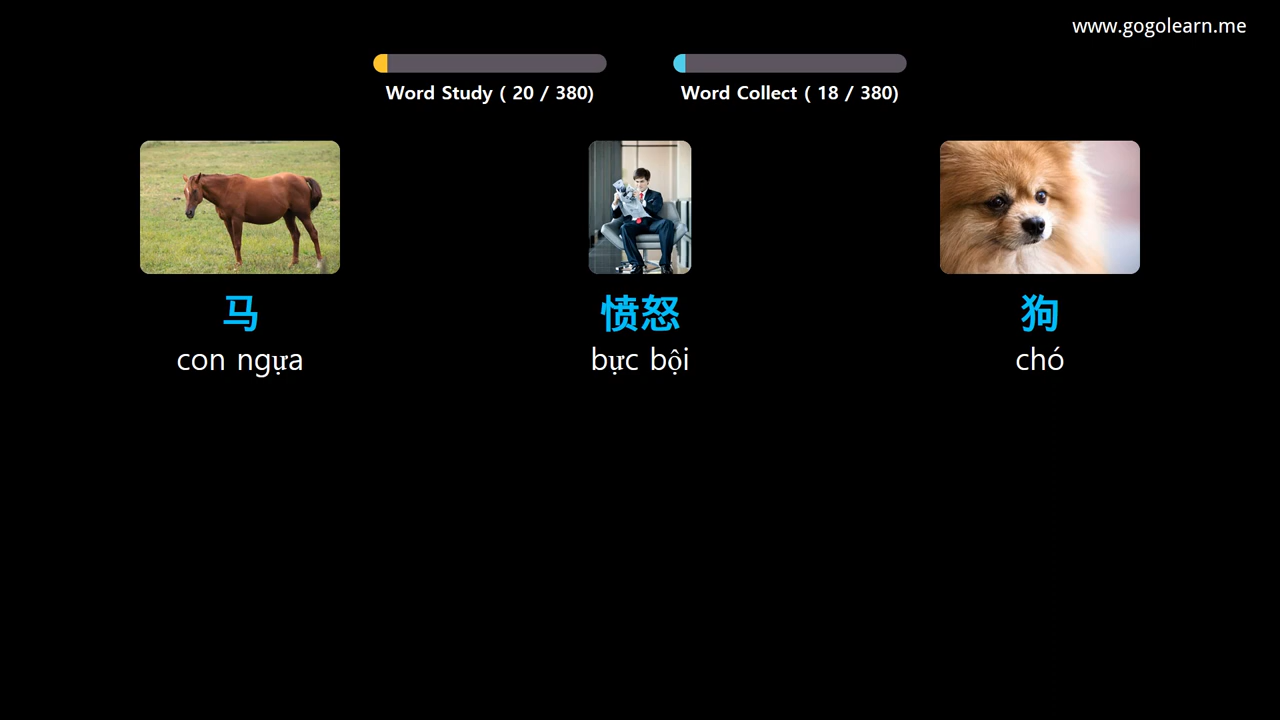 www.gogolearn.me
Word Study ( 20 / 380)
Word Collect ( 18 / 380)
马
愤怒
狗
con ngựa
bực bội
chó